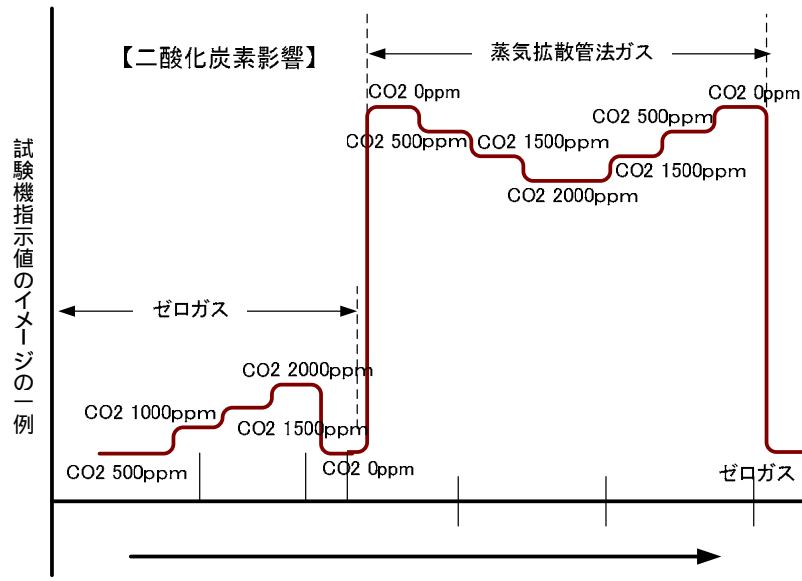 【二酸化炭素影響】
蒸気拡散管法ガス
CO2 0ppm
CO2 0ppm
CO2 500ppm
CO2 1500ppm
CO2 500ppm
CO2 2000ppm
CO2 1500ppm
試験機指示値のイメージの一例
ゼロガス
CO2 2000ppm
CO2 1000ppm
CO2 1500ppm
CO2 500ppm
CO2 0ppm
ゼロガス